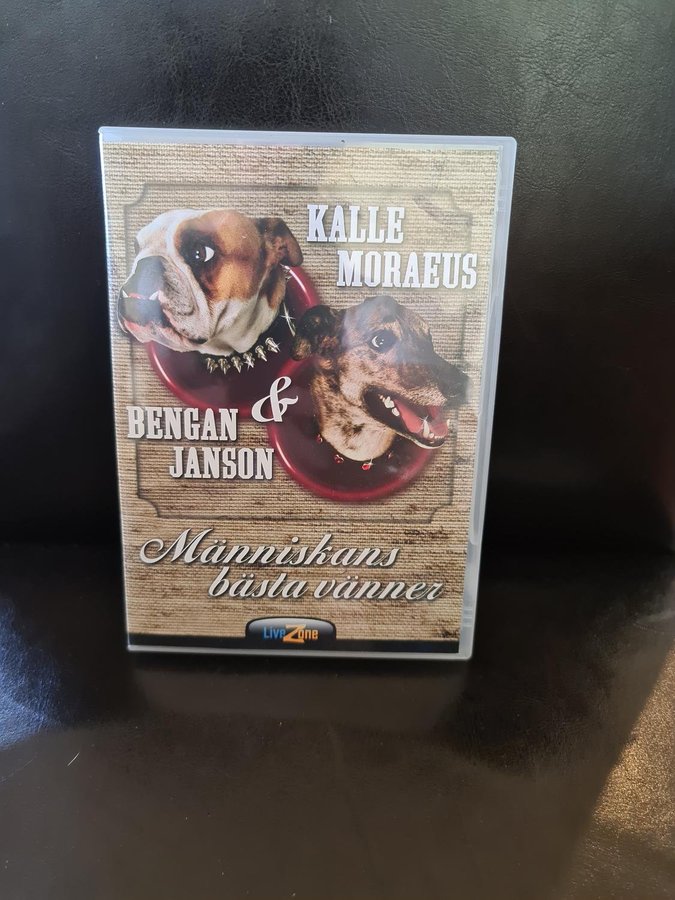 KALLE
MORAEUS
&
BENGAN
JANSON
Människans
bästa vänner
LiveZone